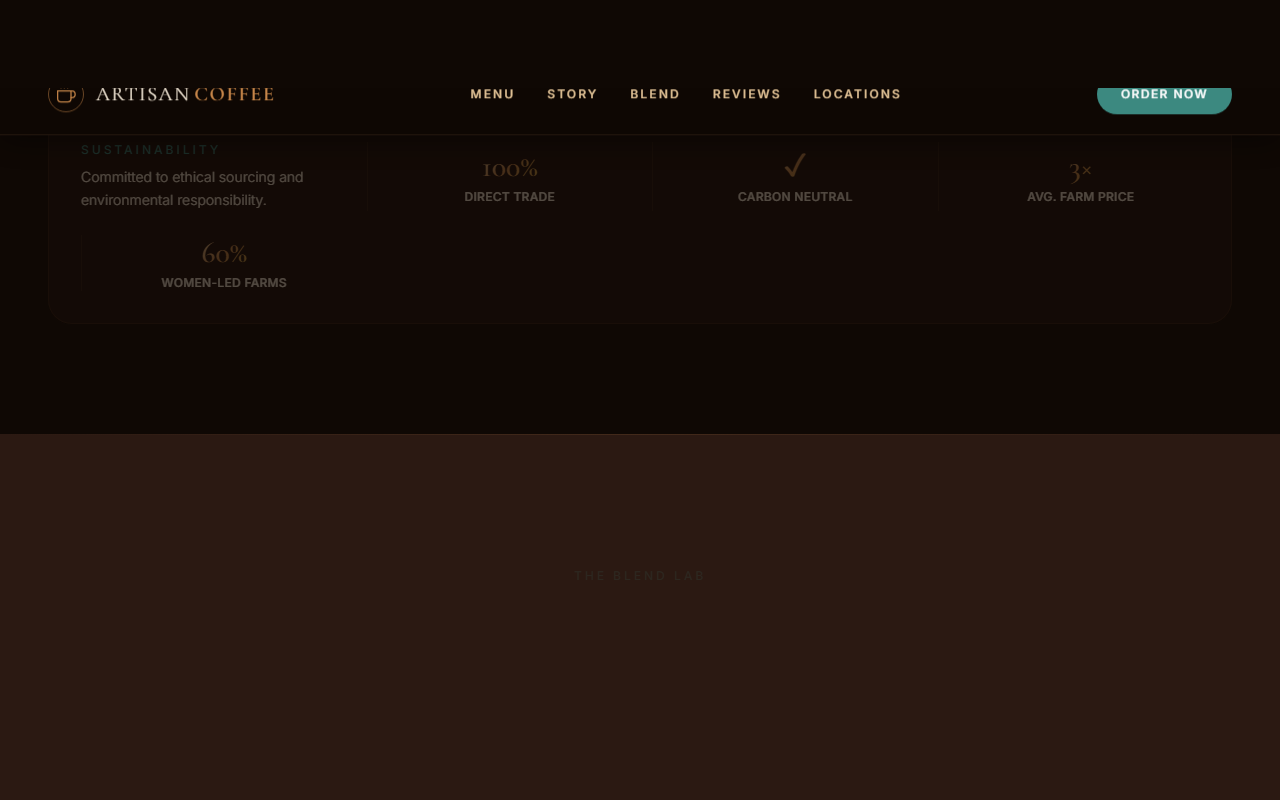 ARTISAN COFFEE
MENU STORY BLEND REVIEWS LOCATIONS
ORDER NOW
SUSTAINABILITY
Committed to ethical sourcing and
environmental responsibility.
100%
DIRECT TRADE
✓
CARBON NEUTRAL
3×
AVG. FARM PRICE
60%
WOMEN-LED FARMS
THE BLEND LAB